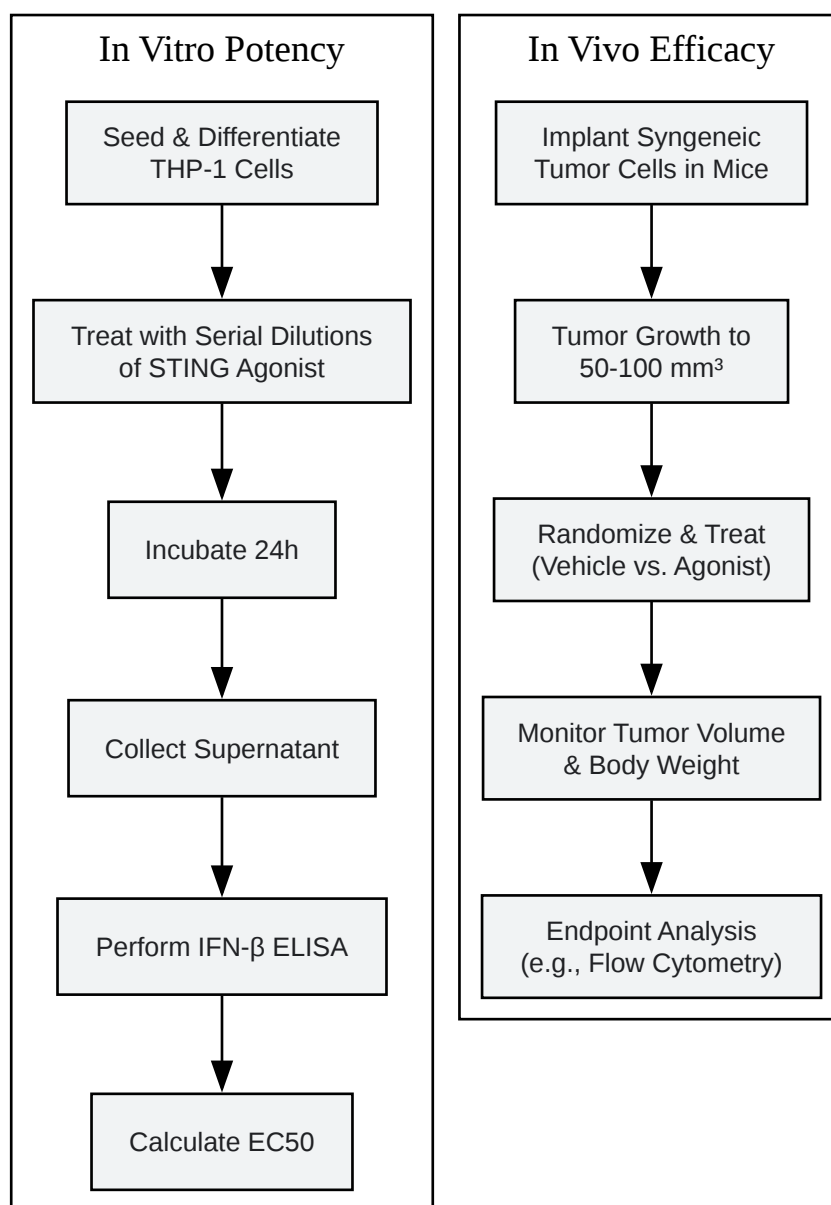 In Vitro Potency
Seed & Differentiate
THP-1 Cells
Treat with Serial Dilutions
of STING Agonist
Incubate 24h
Collect Supernatant
Perform IFN-β ELISA
Calculate EC50
In Vivo Efficacy
Implant Syngeneic
Tumor Cells in Mice
Tumor Growth to
50-100 mm³
Randomize & Treat
(Vehicle vs. Agonist)
Monitor Tumor Volume
& Body Weight
Endpoint Analysis
(e.g., Flow Cytometry)